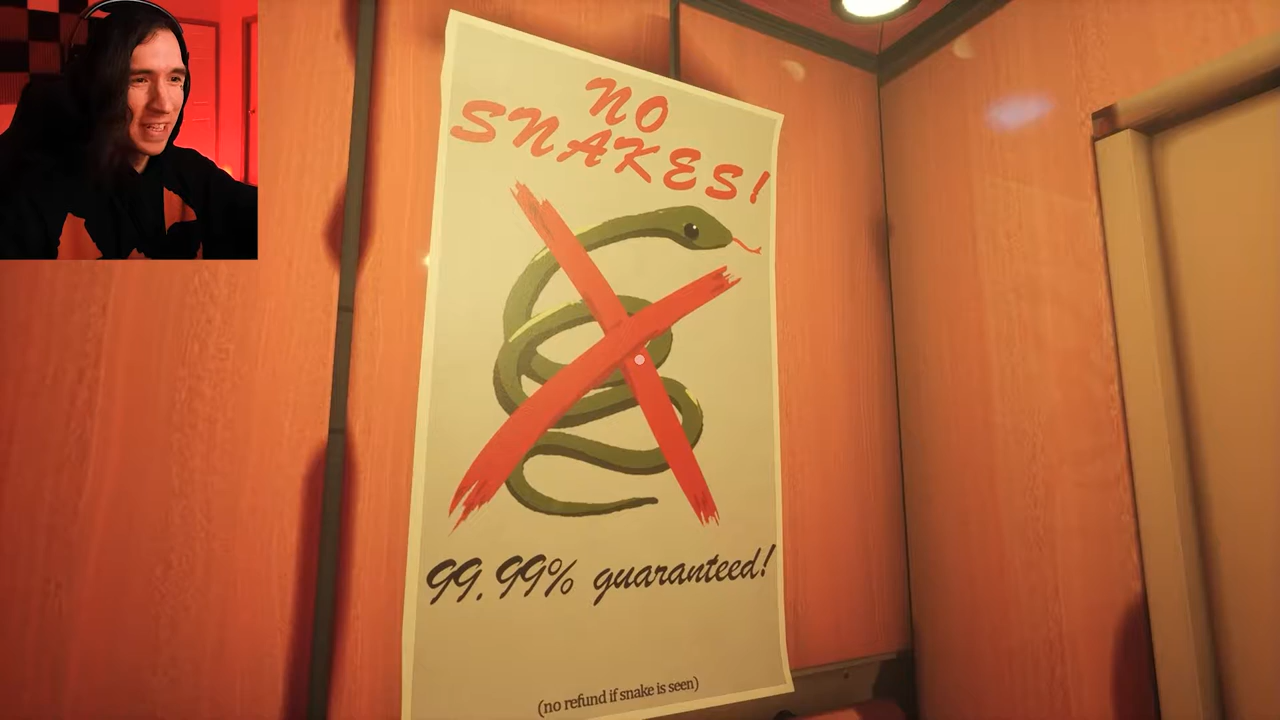 NO
SNAKES!
99.99% guaranteed!
(no refund if snake is seen)